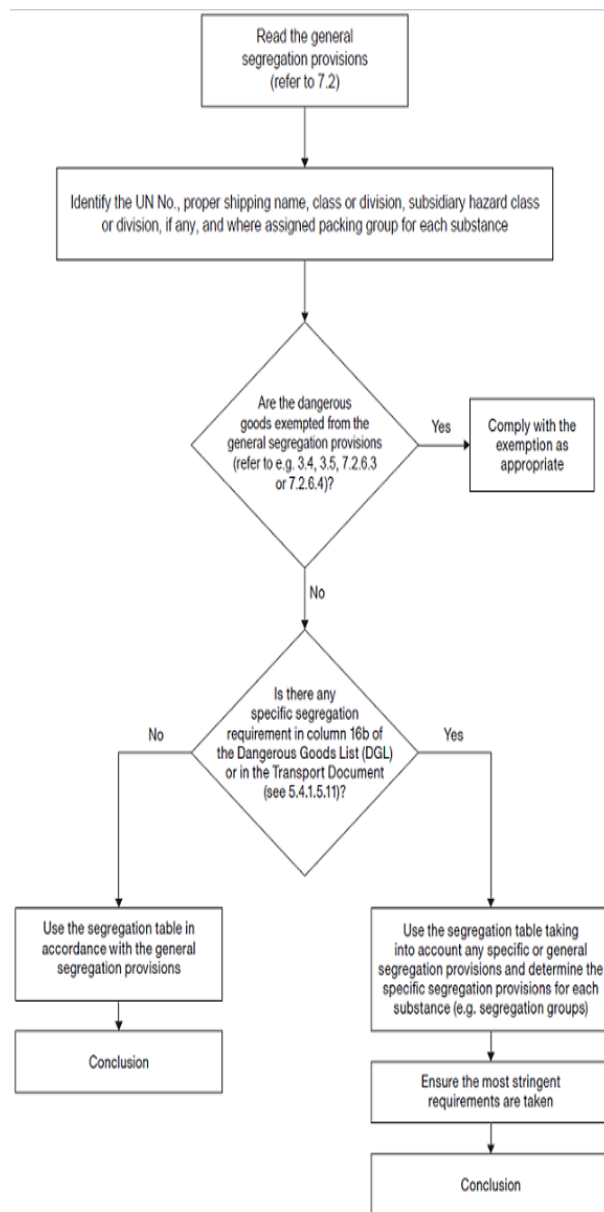 Read the general
segregation provisions
(refer to 7.2)
Identify the UN No., proper shipping name, class or division, subsidiary hazard class
or division, if any, and where assigned packing group for each substance
Are the dangerous
goods exempted from the
general segregation provisions
(refer to e.g. 3.4, 3.5, 7.2.6.3
or 7.2.6.4)?
Yes
Comply with the
exemption as
appropriate
No
Is there any
specific segregation
requirement in column 16b of
the Dangerous Goods List (DGL)
or in the Transport Document
(see 5.4.1.5.11)?
No
Yes
Use the segregation table in
accordance with the general
segregation provisions
Conclusion
Use the segregation table taking
into account any specific or general
segregation provisions and determine the
specific segregation provisions for each
substance (e.g. segregation groups)
Ensure the most stringent
requirements are taken
Conclusion